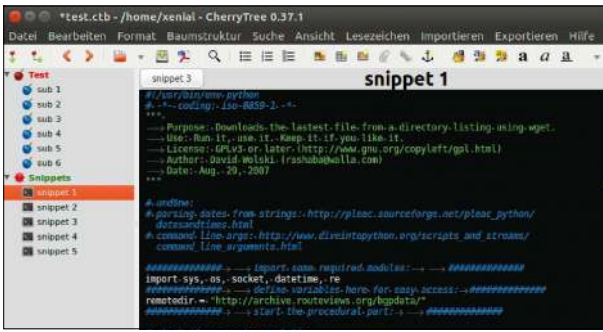 *test.ctb - /home/xenial - CherryTree 0.37.1
Datei Bearbeiten Format Baumstruktur Suche Ansicht Lesezeichen Importieren Exportieren Hilfe
a a a
Test
sub 1
sub 2
sub 3
sub 4
sub 5
sub 6
Snippets
snippet 1
snippet 2
snippet 3
snippet 4
snippet 5
snippet 3
snippet 1
#!/usr/bin/env python
# -*- coding: iso-8859-1 -*-
"""
Purpose: Downloads the lastest file from a directory listing using wget.
Use: Run it, use it. Keep it if you like it.
License: GPLv3 or later (http://www.gnu.org/copyleft/gpl.html)
Author: David Wolski (rashaba@walla.com)
Date: Aug. 29, 2007
"""
# andtme:
# parsing dates from strings: http://pleac.sourceforge.net/pleac_python/
datesandtimes.html
# command line args: http://www.diveintopython.org/scripts_and_streams/
command_line_arguments.html
############## import some required modules: ##############
import sys, os, socket, datetime, re
############## define variables here for easy access: ##############
remotedir = "http://archive.routeviews.org/bgpdata/"
############## start the procedural part: ##############